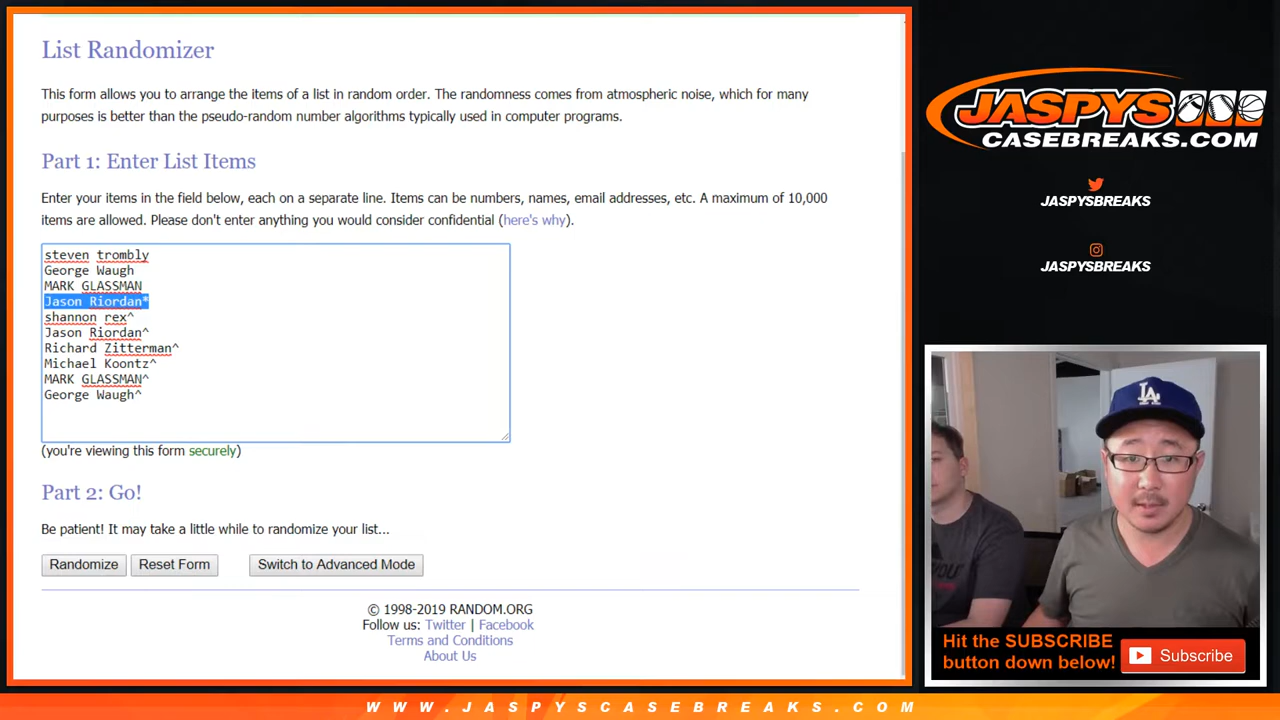 List Randomizer
This form allows you to arrange the items of a list in random order. The randomness comes from atmospheric noise, which for many
purposes is better than the pseudo-random number algorithms typically used in computer programs.
Part 1: Enter List Items
Enter your items in the field below, each on a separate line. Items can be numbers, names, email addresses, etc. A maximum of 10,000
items are allowed. Please don't enter anything you would consider confidential (here's why).
steven trombly
George Waugh
MARK GLASSMAN
Jason Riordan*
shannon rex^
Jason Riordan^
Richard Zitterman^
Michael Koontz^
MARK GLASSMAN^
George Waugh^
(you're viewing this form securely)
Part 2: Go!
Be patient! It may take a little while to randomize your list...
Randomize Reset Form Switch to Advanced Mode
© 1998-2019 RANDOM.ORG
Follow us: Twitter | Facebook
Terms and Conditions
About Us
JASPYS
CASEBREAKS.COM
JASPYSBREAKS
JASPYSBREAKS
LA
Hit the SUBSCRIBE
button down below!
Subscribe
WWW.JASPYSCASEBREAKS.COM